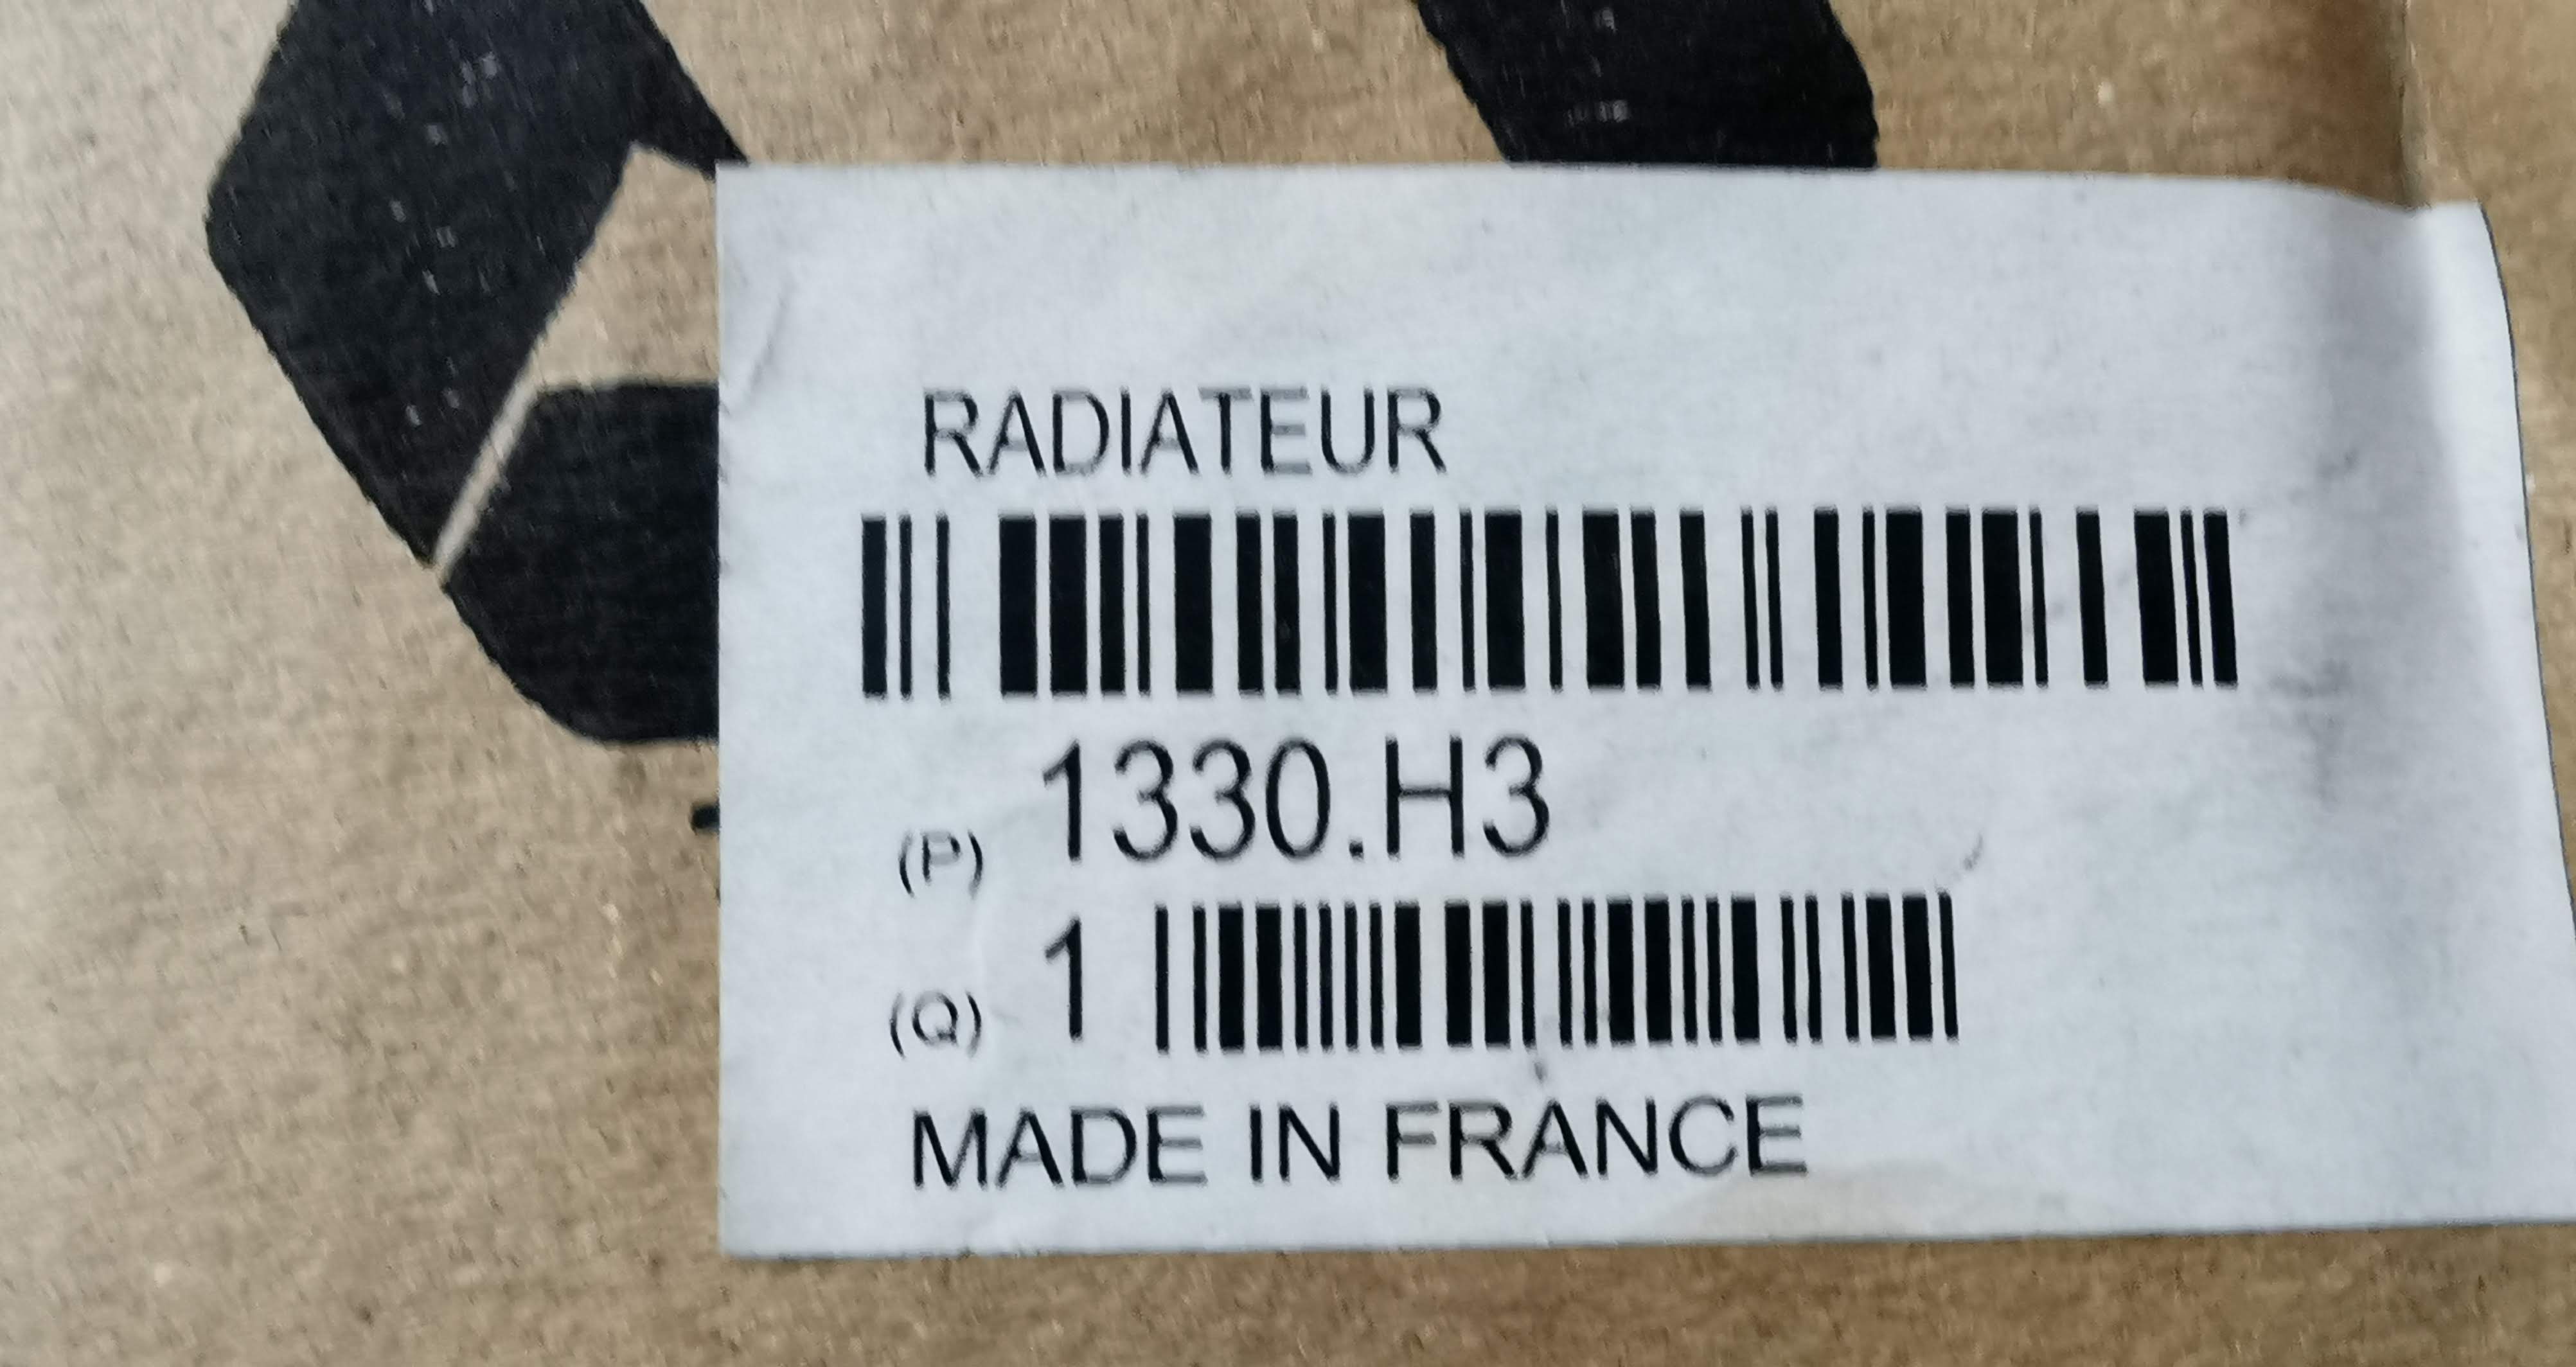 RADIATEUR
(P) 1330.H3
(Q) 1
MADE IN FRANCE